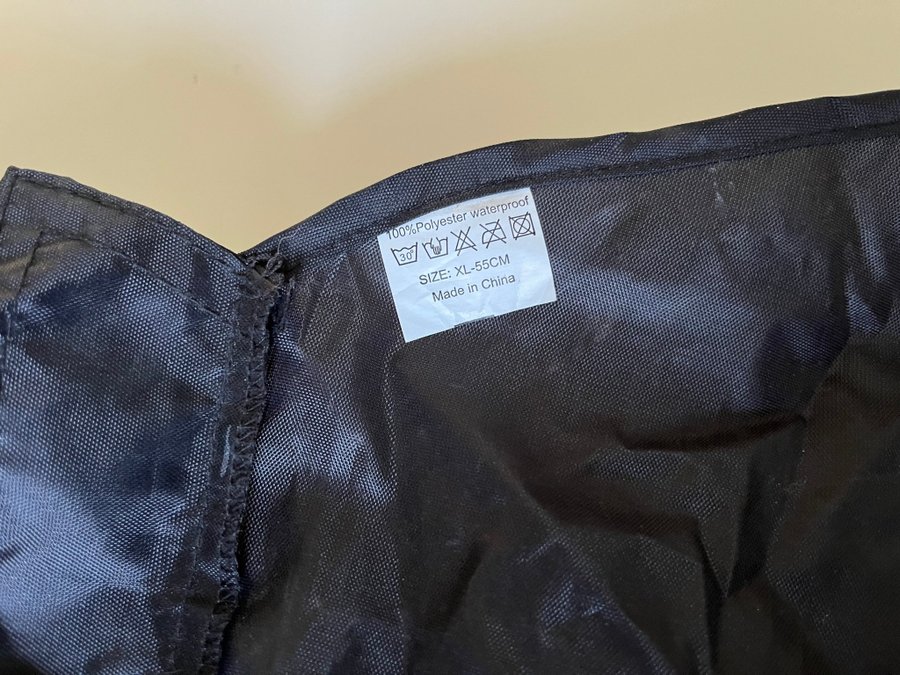 100%Polyester waterproof
30
SIZE: XL-55CM
Made in China